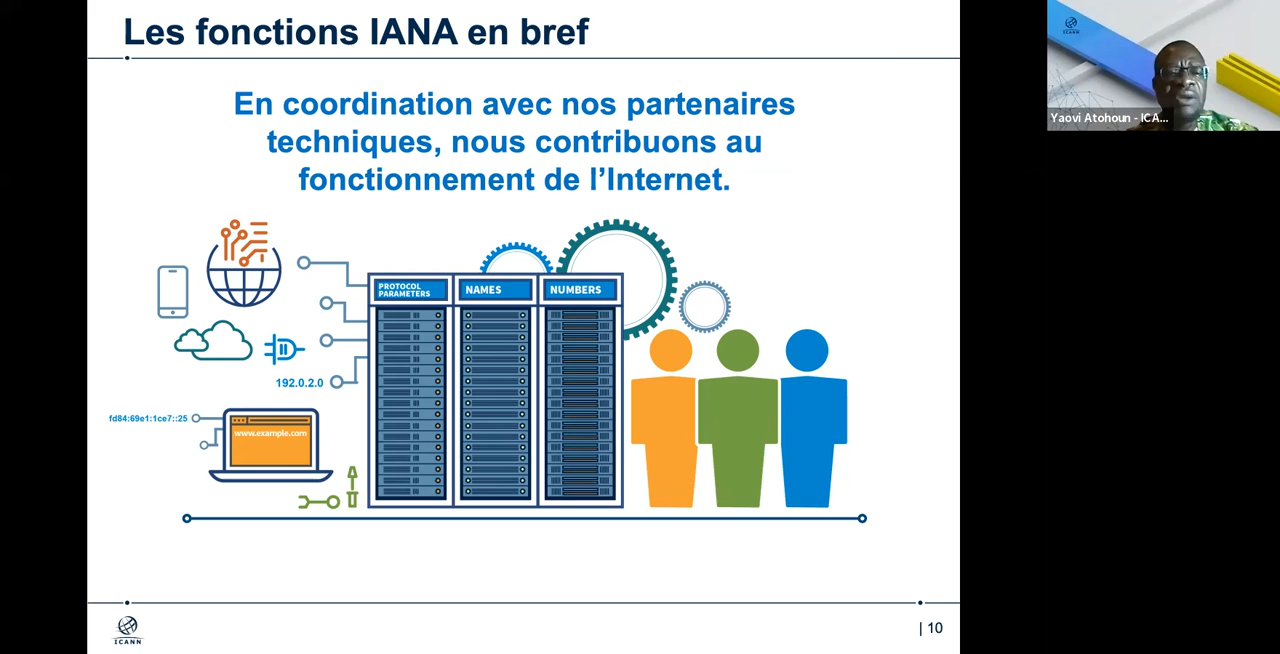 Les fonctions IANA en bref
En coordination avec nos partenaires
techniques, nous contribuons au
fonctionnement de l’Internet.
PROTOCOL
PARAMETERS
NAMES
NUMBERS
192.0.2.0
fd84:69e1:1ce7::25
www.example.com
ICANN
| 10
ICANN
Yaovi Atohoun - ICA...